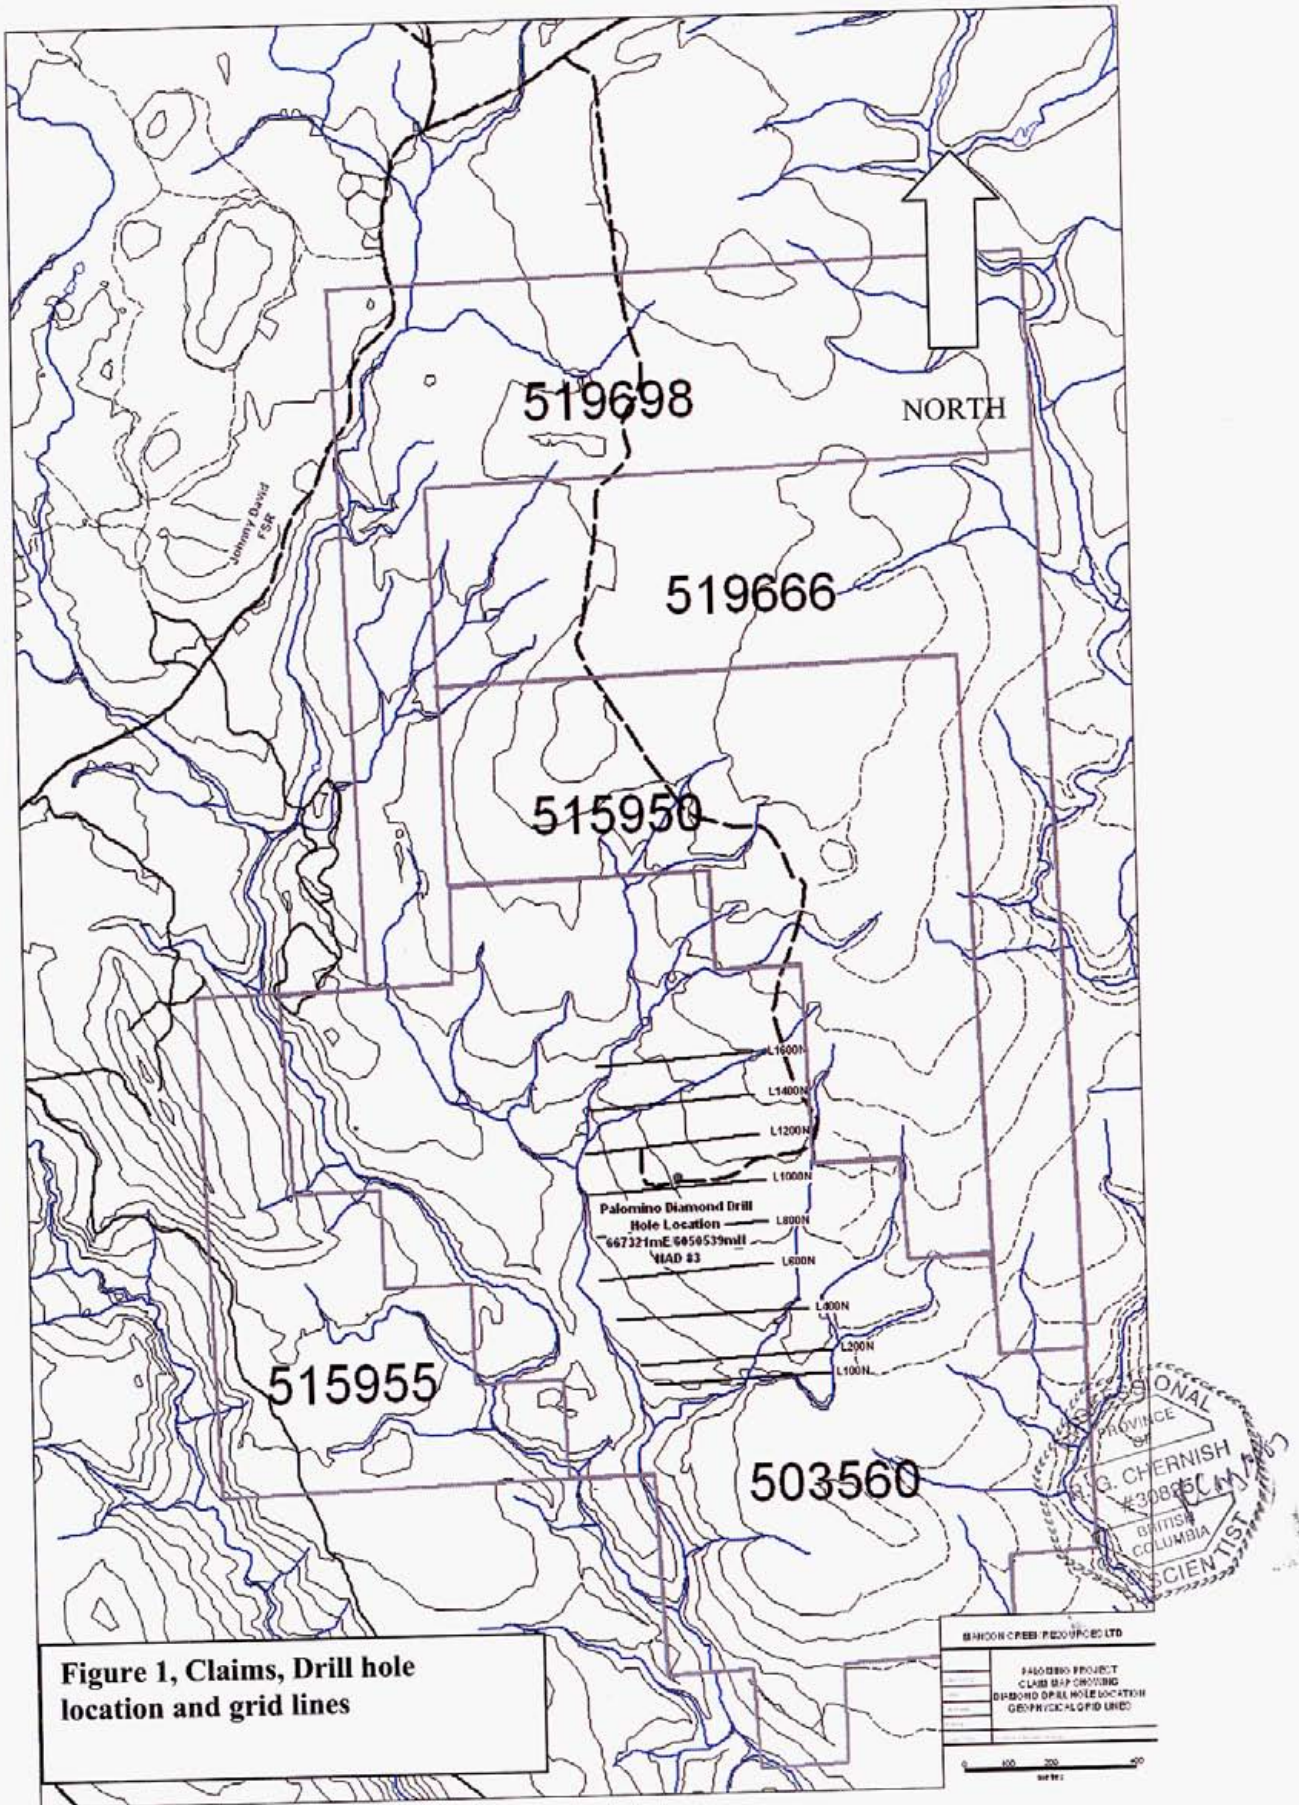 NORTH
519698
Johnny David
FSR
519666
515950
L1600N
L1400N
L1200N
L1000N
Palomino Diamond Drill
Hole Location
L800N
667321mE/6050539mN
NAD 83
L600N
L400N
L200N
L100N
515955
503560
PROVINCE
OF
R. G. CHERNISH
BRITISH
COLUMBIA
SCIENTIST
Figure 1, Claims, Drill hole
location and grid lines
PALOMINO PROJECT
CLAIM MAP SHOWING
DIAMOND DRILL HOLE LOCATION
GEOPHYSICAL GRID LINES
0 100 200 400